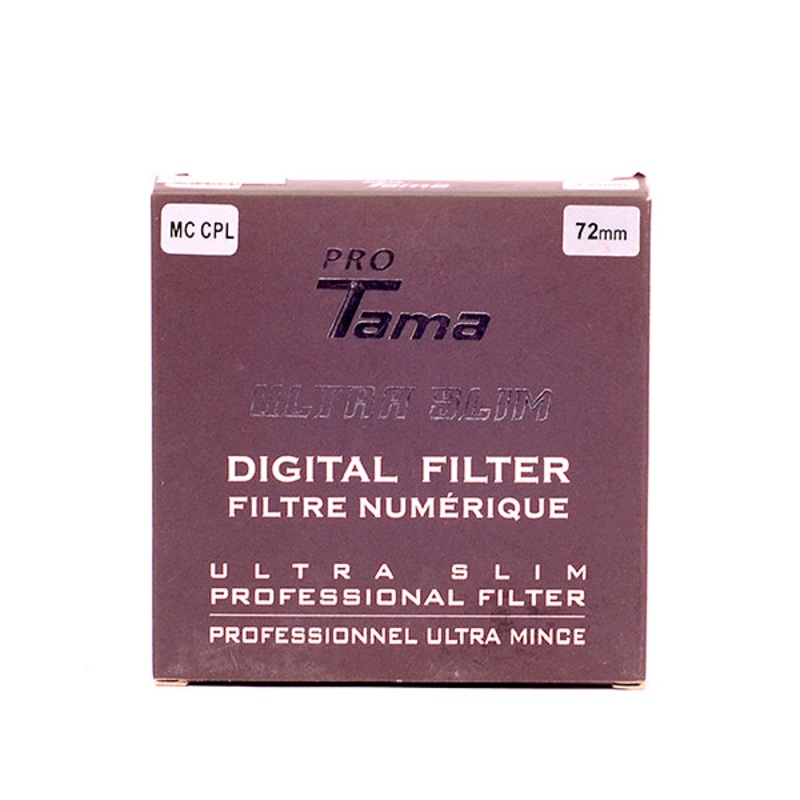 MC CPL
72mm
PRO
Tama
ULTRA SLIM
DIGITAL FILTER
FILTRE NUMÉRIQUE
ULTRA SLIM
PROFESSIONAL FILTER
PROFESSIONNEL ULTRA MINCE